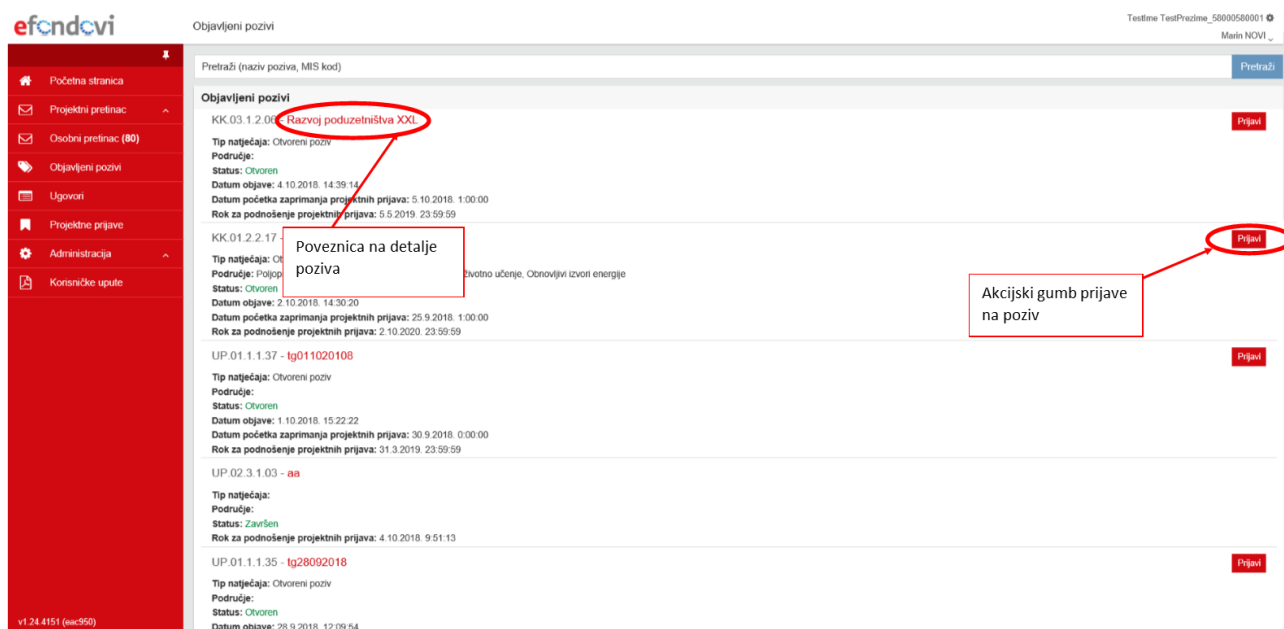 efondovi
Objavljeni pozivi
TestIme TestPrezime_58000580001
Marin NOVI
Početna stranica
Projektni pretinac
Osobni pretinac (80)
Objavljeni pozivi
Ugovori
Projektne prijave
Administracija
Korisničke upute
v1.24.4151 (eac950)
Pretraži (naziv poziva, MIS kod)
Pretraži
Objavljeni pozivi
KK.03.1.2.06 - Razvoj poduzetništva XXL
Prijavi
Tip natječaja: Otvoreni poziv
Područje:
Status: Otvoren
Datum objave: 4.10.2018. 14:39:14
Datum početka zaprimanja projektnih prijava: 5.10.2018. 1:00:00
Rok za podnošenje projektnih prijava: 5.5.2019. 23:59:59
KK.01.2.2.17 -
Prijavi
Poveznica na detalje
poziva
Tip natječaja:
Područje: životno učenje, Obnovljivi izvori energije
Status: Otvoren
Akcijski gumb prijave
na poziv
Datum objave: 2.10.2018. 14:30:20
Datum početka zaprimanja projektnih prijava: 25.9.2018. 1:00:00
Rok za podnošenje projektnih prijava: 2.10.2020. 23:59:59
UP.01.1.1.37 - tg011020108
Prijavi
Tip natječaja: Otvoreni poziv
Područje:
Status: Otvoren
Datum objave: 1.10.2018. 15:22:22
Datum početka zaprimanja projektnih prijava: 30.9.2018. 0:00:00
Rok za podnošenje projektnih prijava: 31.3.2019. 23:59:59
UP.02.3.1.03 - aa
Tip natječaja:
Područje:
Status: Završen
Rok za podnošenje projektnih prijava: 4.10.2018. 9:51:13
UP.01.1.1.35 - tg28092018
Prijavi
Tip natječaja: Otvoreni poziv
Područje:
Status: Otvoren
Datum objave: 28.9.2018. 12:09:54